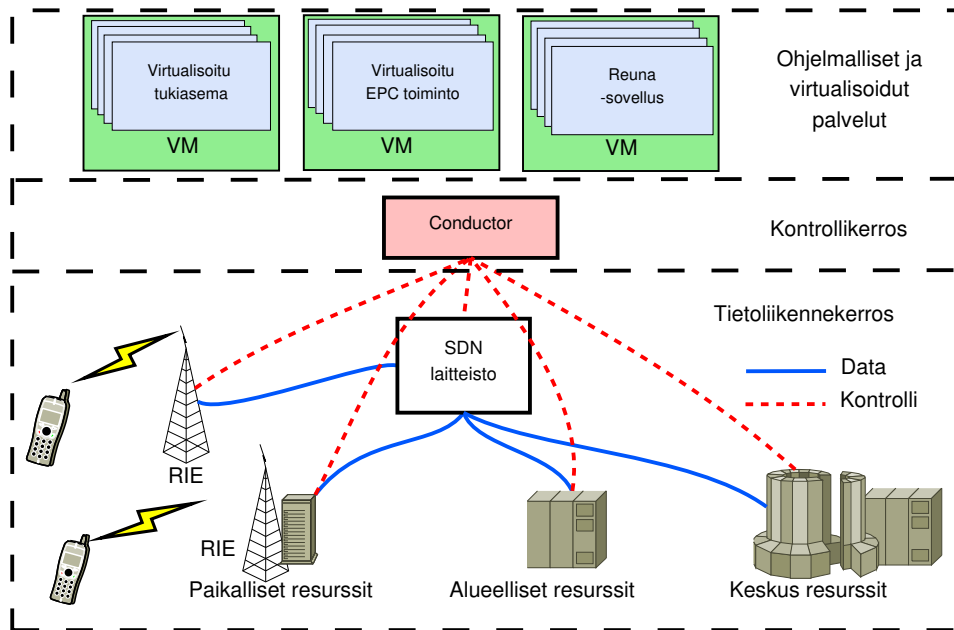 Virtualisoitu
tukiasema
VM
Virtualisoitu
EPC toiminto
VM
Reuna
-sovellus
VM
Ohjelmalliset ja
virtualisoidut
palvelut
Conductor
Kontrollikerros
Tietoliikennekerros
SDN
laitteisto
Data
Kontrolli
RIE
RIE
Paikalliset resurssit
Alueelliset resurssit
Keskus resurssit